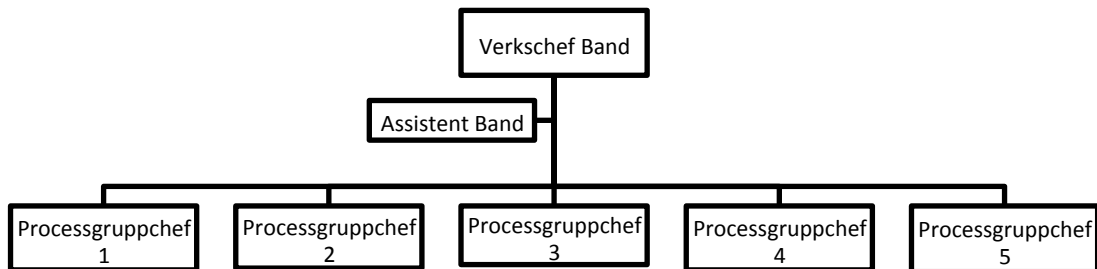 Verkschef Band
Assistent Band
Processgruppchef
1
Processgruppchef
2
Processgruppchef
3
Processgruppchef
4
Processgruppchef
5